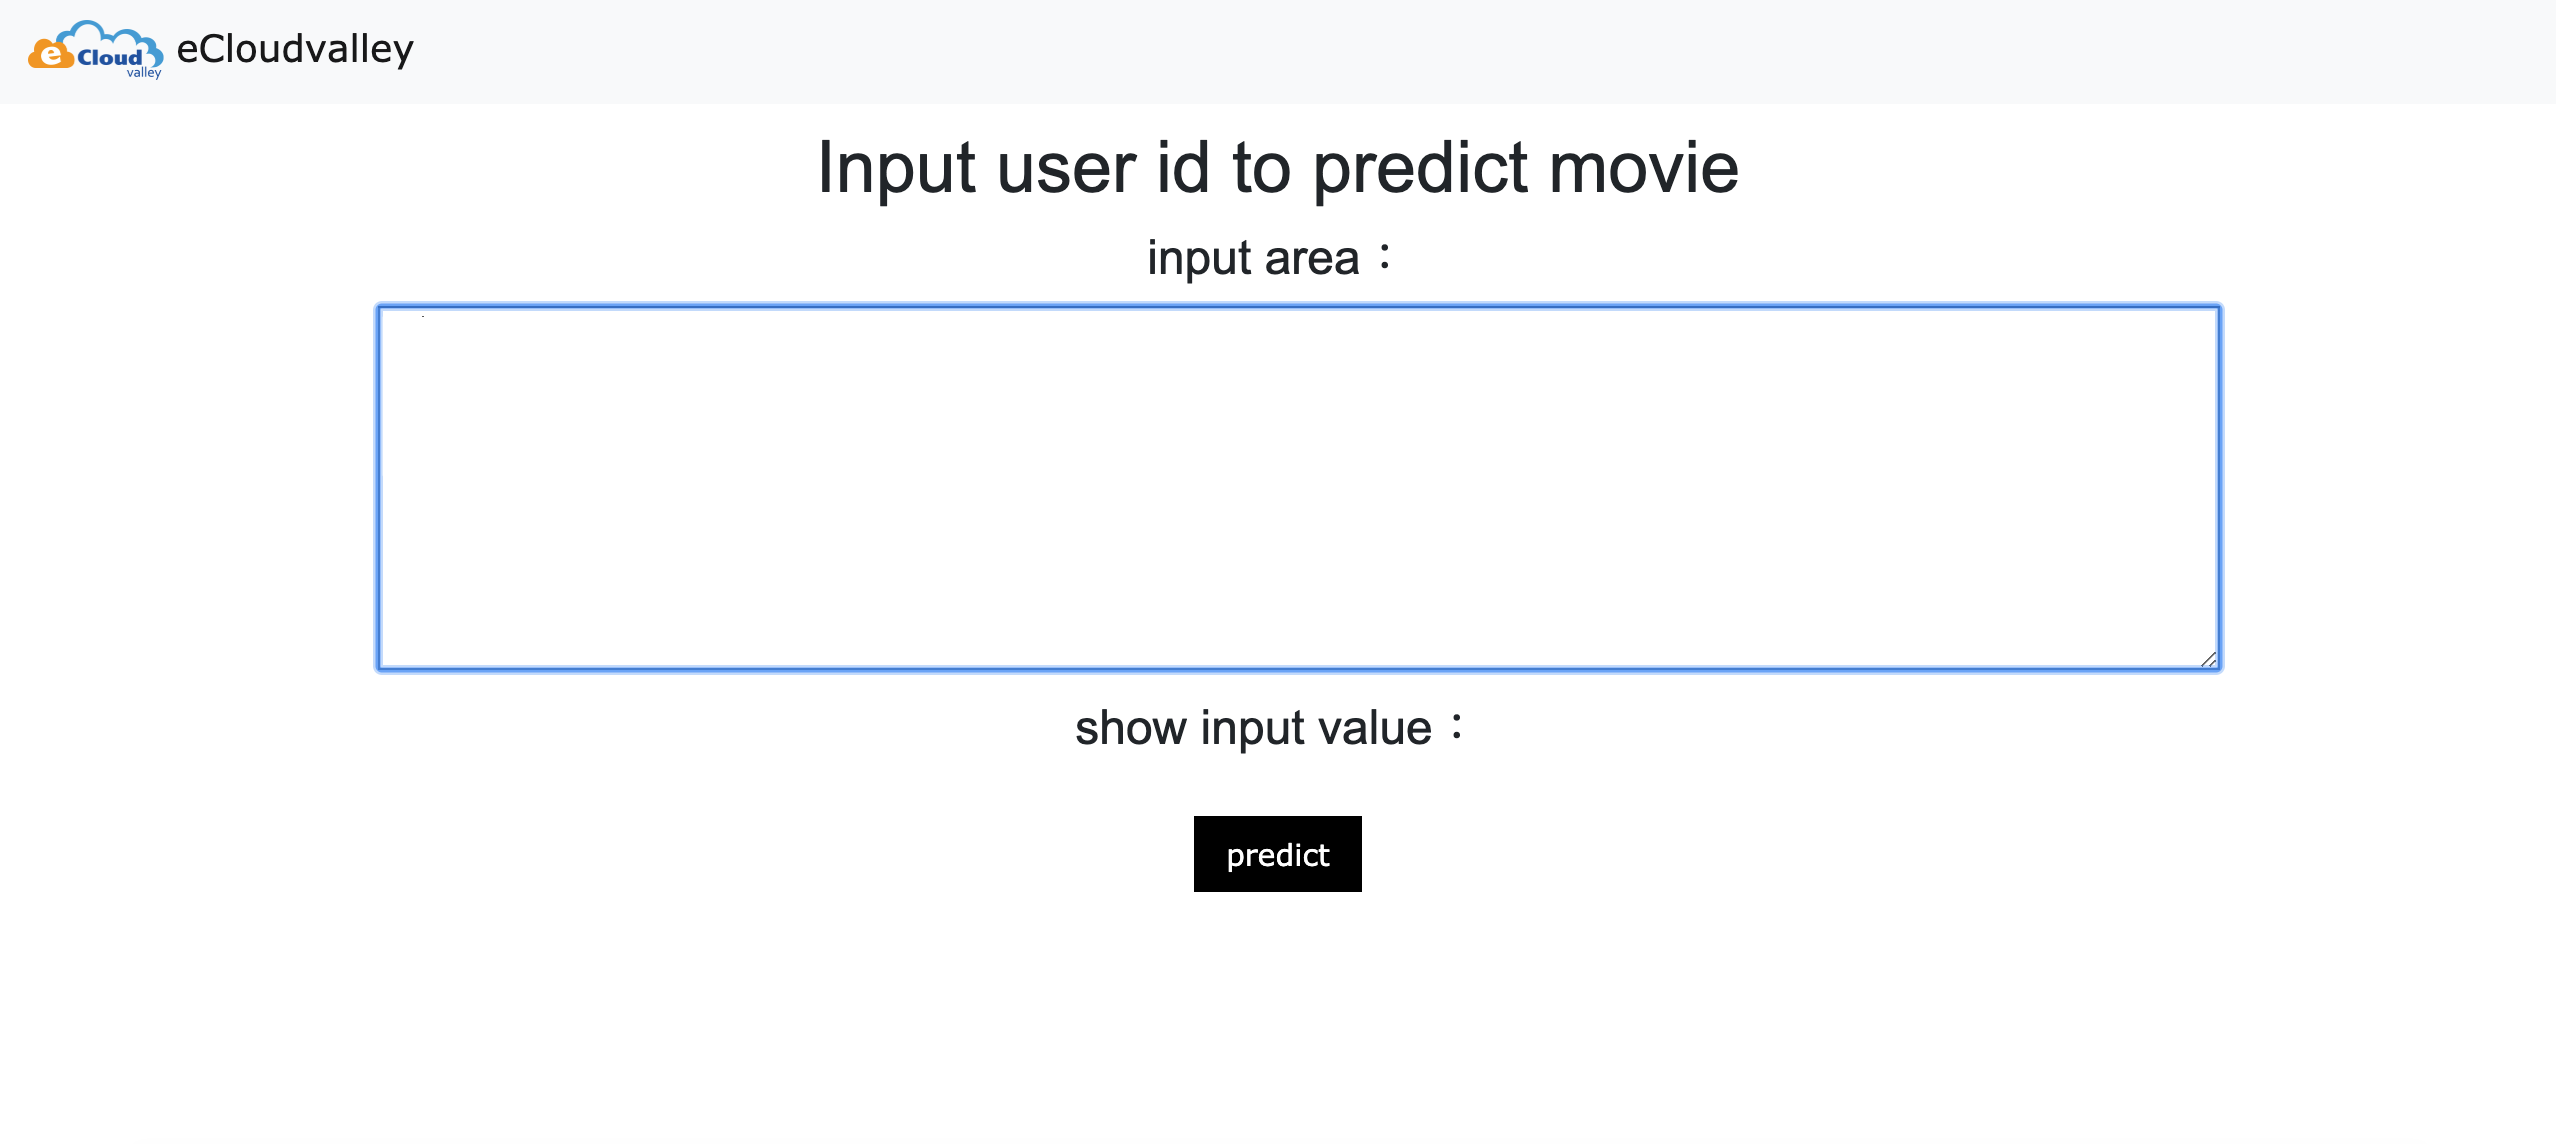 e Cloud valley eCloudvalley
Input user id to predict movie
input area：
show input value：
predict